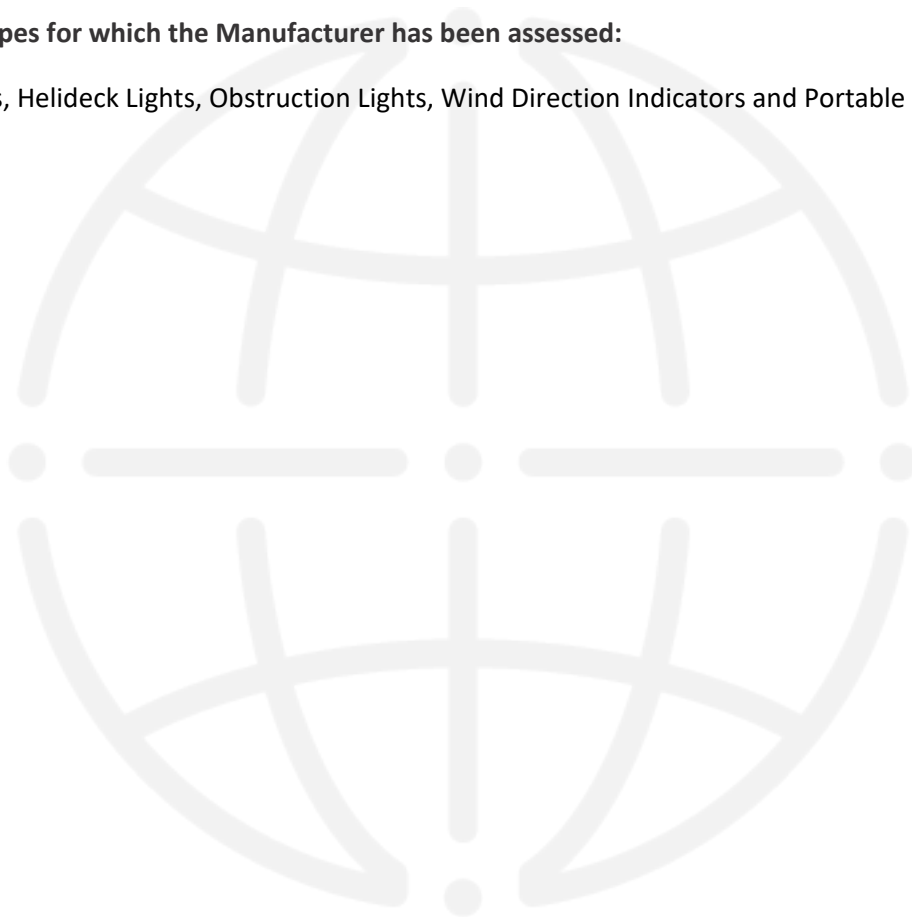 pes for which the Manufacturer has been assessed:
, Helideck Lights, Obstruction Lights, Wind Direction Indicators and Portable